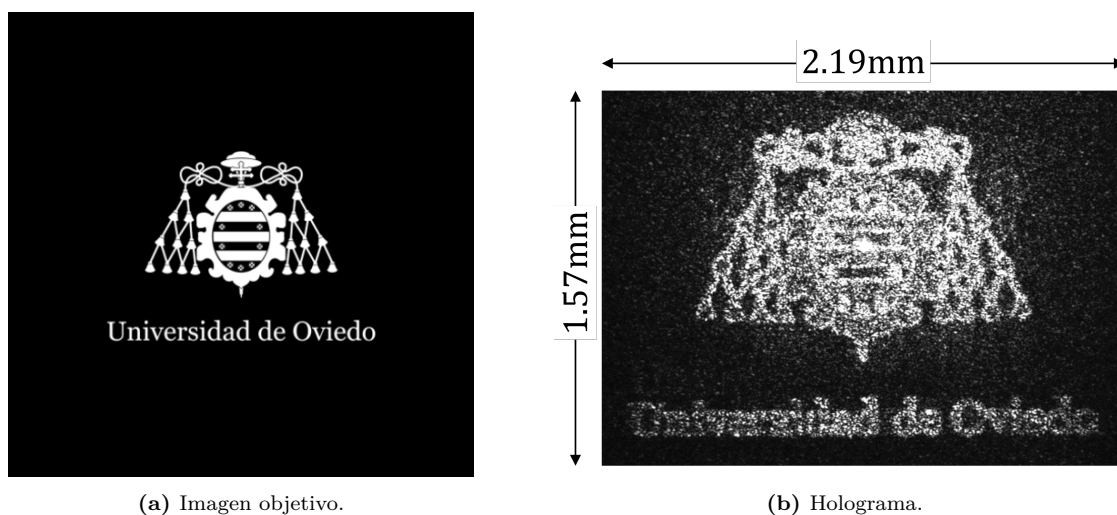 2.19mm
1.57mm
Universidad de Oviedo
Universidad de Oviedo
(a) Imagen objetivo.
(b) Holograma.